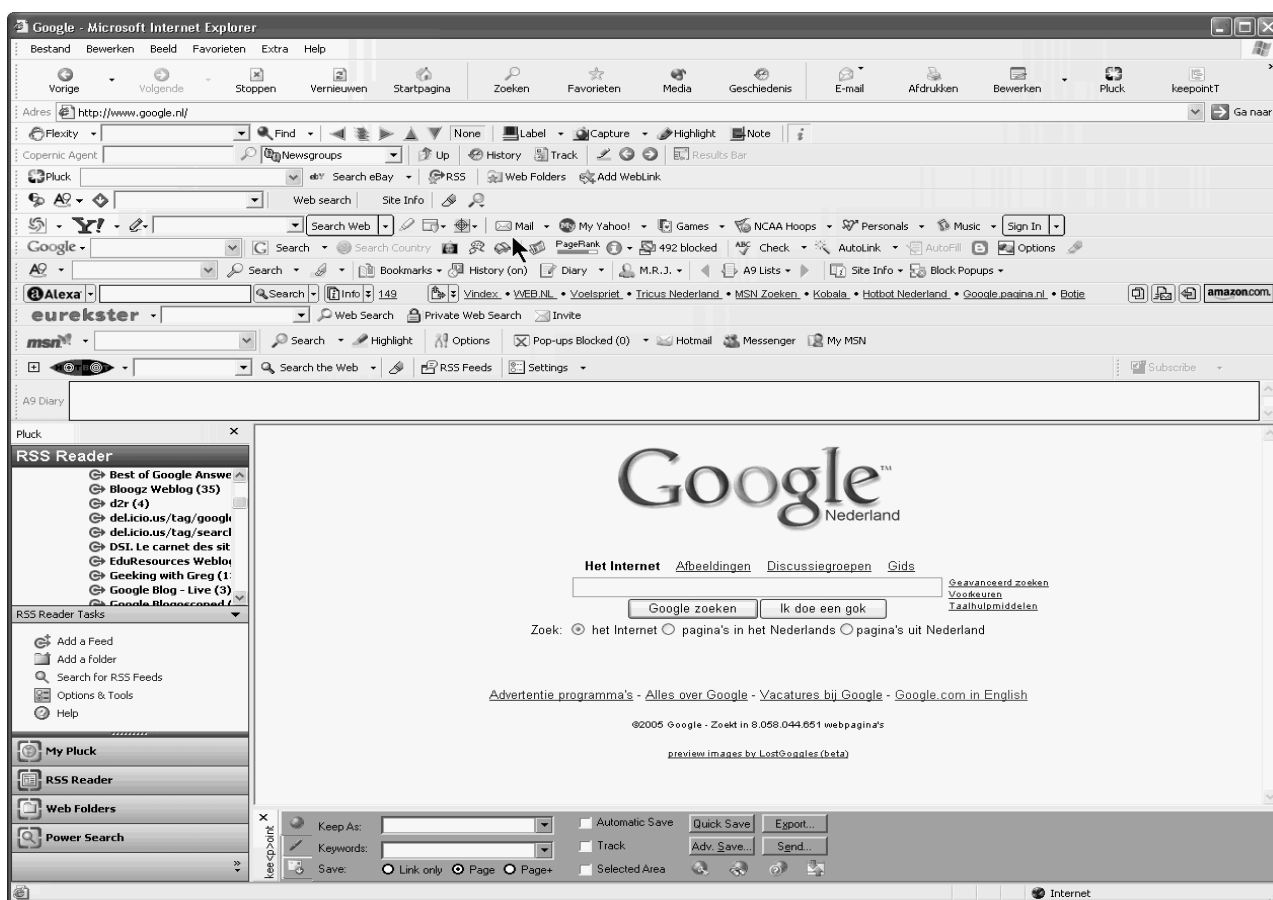 Google - Microsoft Internet Explorer
Bestand Bewerken Beeld Favorieten Extra Help
Vorige Volgende Stoppen Vernieuwen Startpagina Zoeken Favorieten Media Geschiedenis E-mail Afdrukken Bewerken Pluck keepointT
Adres http://www.google.nl/ Ga naar
Flexity Find None Label Capture Highlight Note
Copernic Agent Newsgroups Up History Track Results Bar
Pluck Search eBay RSS Web Folders Add WebLink
A9 Web search Site Info
Y! Search Web Mail My Yahoo! Games NCAA Hoops Personals Music Sign In
Google Search Search Country PageRank 492 blocked Check AutoLink AutoFill Options
A9 Search Bookmarks History (on) Diary M.R.J. A9 Lists Site Info Block Popups
Alexa Search Info 149 Vindex • WEB.NL • Voelspriet • Tricus Nederland • MSN Zoeken • Kobala • Hotbot Nederland • Google.pagina.nl • Botje amazon.com.
eurekster Web Search Private Web Search Invite
msn Search Highlight Options Pop-ups Blocked (0) Hotmail Messenger My MSN
Search the Web RSS Feeds Settings Subscribe
A9 Diary
Pluck X
RSS Reader
Best of Google Answe
Bloogz Weblog (35)
d2r (4)
del.icio.us/tag/google
del.icio.us/tag/searcl
DSI. Le carnet des sit
EduResources Weblog
Geeking with Greg (1
Google Blog - Live (3)
Google Blogoscoped (
RSS Reader Tasks
Add a Feed
Add a folder
Search for RSS Feeds
Options & Tools
Help
My Pluck
RSS Reader
Web Folders
Power Search
Google™
Nederland
Het Internet Afbeeldingen Discussiegroepen Gids
Geavanceerd zoeken
Voorkeuren
Taalhulpmiddelen
Google zoeken Ik doe een gok
Zoek: het Internet pagina's in het Nederlands pagina's uit Nederland
Advertentie programma's - Alles over Google - Vacatures bij Google - Google.com in English
©2005 Google - Zoekt in 8.058.044.651 webpagina's
preview images by LostGoggles (beta)
kee<p>oint
Keep As: Automatic Save Quick Save Export...
Keywords: Track Adv. Save... Send...
Save: Link only Page Page+ Selected Area
Internet